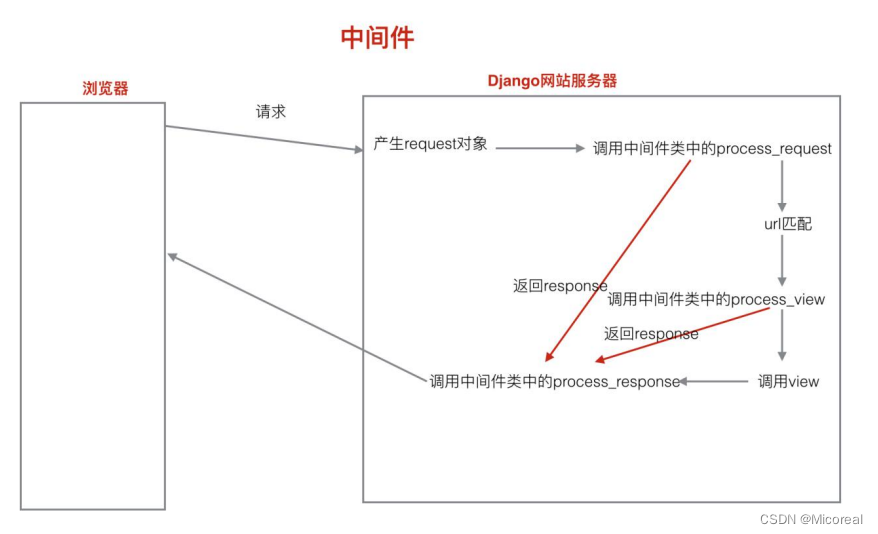 中间件
浏览器
Django网站服务器
请求
产生request对象
调用中间件类中的process_request
url匹配
返回response
调用中间件类中的process_view
返回response
调用中间件类中的process_response
调用view
CSDN @Micoreal